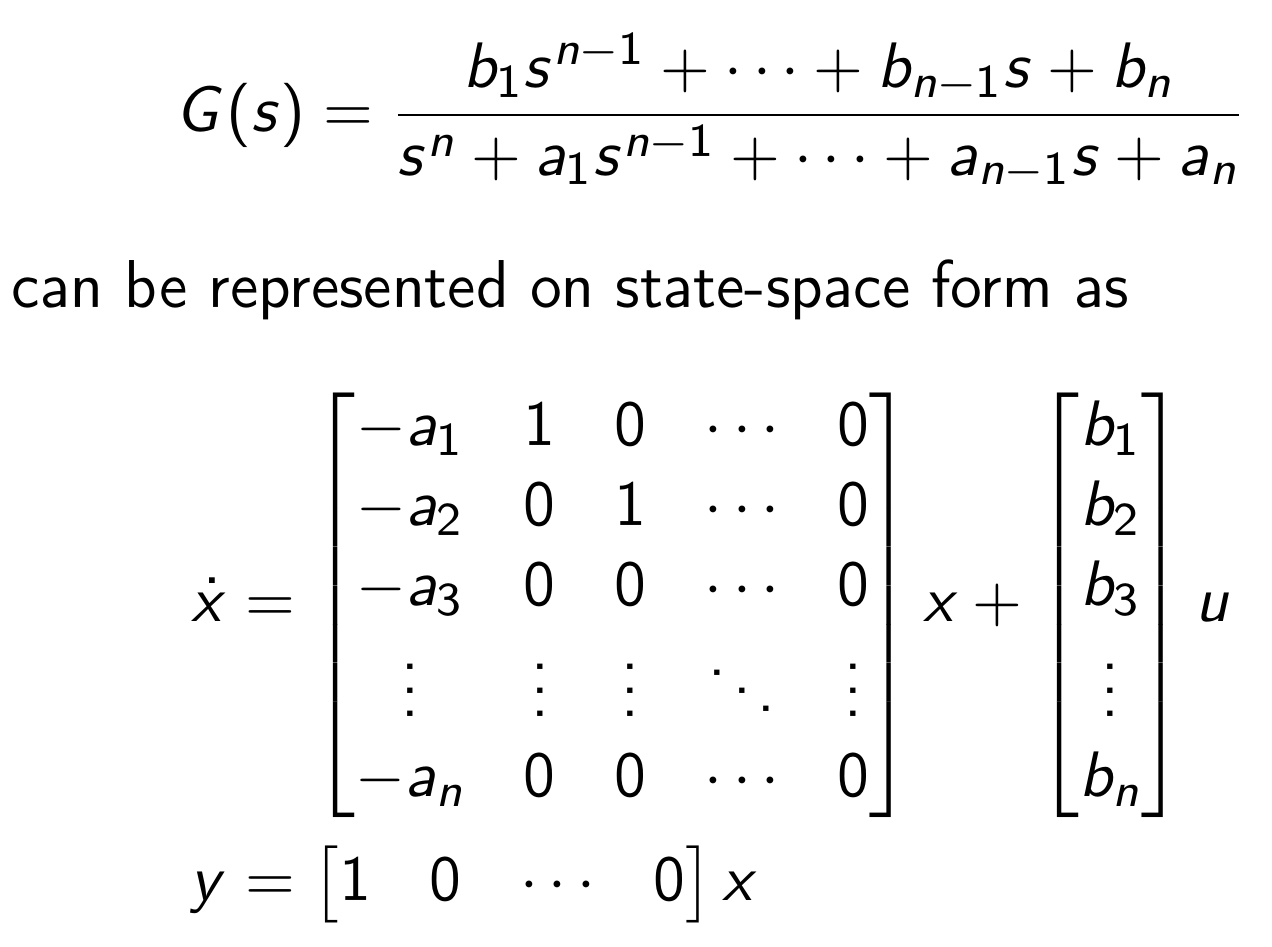 G(s) = \frac{b_1 s^{n-1} + \cdots + b_{n-1} s + b_n}{s^n + a_1 s^{n-1} + \cdots + a_{n-1} s + a_n}
can be represented on state-space form as
\dot{x} = \begin{bmatrix} -a_1 & 1 & 0 & \cdots & 0 \\ -a_2 & 0 & 1 & \cdots & 0 \\ -a_3 & 0 & 0 & \cdots & 0 \\ \vdots & \vdots & \vdots & \ddots & \vdots \\ -a_n & 0 & 0 & \cdots & 0 \end{bmatrix} x + \begin{bmatrix} b_1 \\ b_2 \\ b_3 \\ \vdots \\ b_n \end{bmatrix} u
y = \begin{bmatrix} 1 & 0 & \cdots & 0 \end{bmatrix} x